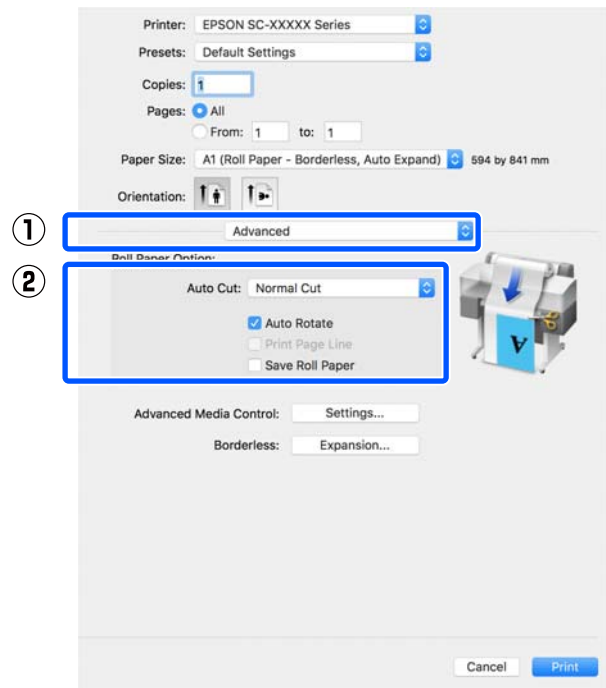 Printer: EPSON SC-XXXXX Series
Presets: Default Settings
Copies: 1
Pages: All
From: 1 to: 1
Paper Size: A1 (Roll Paper - Borderless, Auto Expand) 594 by 841 mm
Orientation:
① Advanced
Roll Paper Option:
② Auto Cut: Normal Cut
Auto Rotate
Print Page Line
Save Roll Paper
A
Advanced Media Control: Settings...
Borderless: Expansion...
Cancel Print